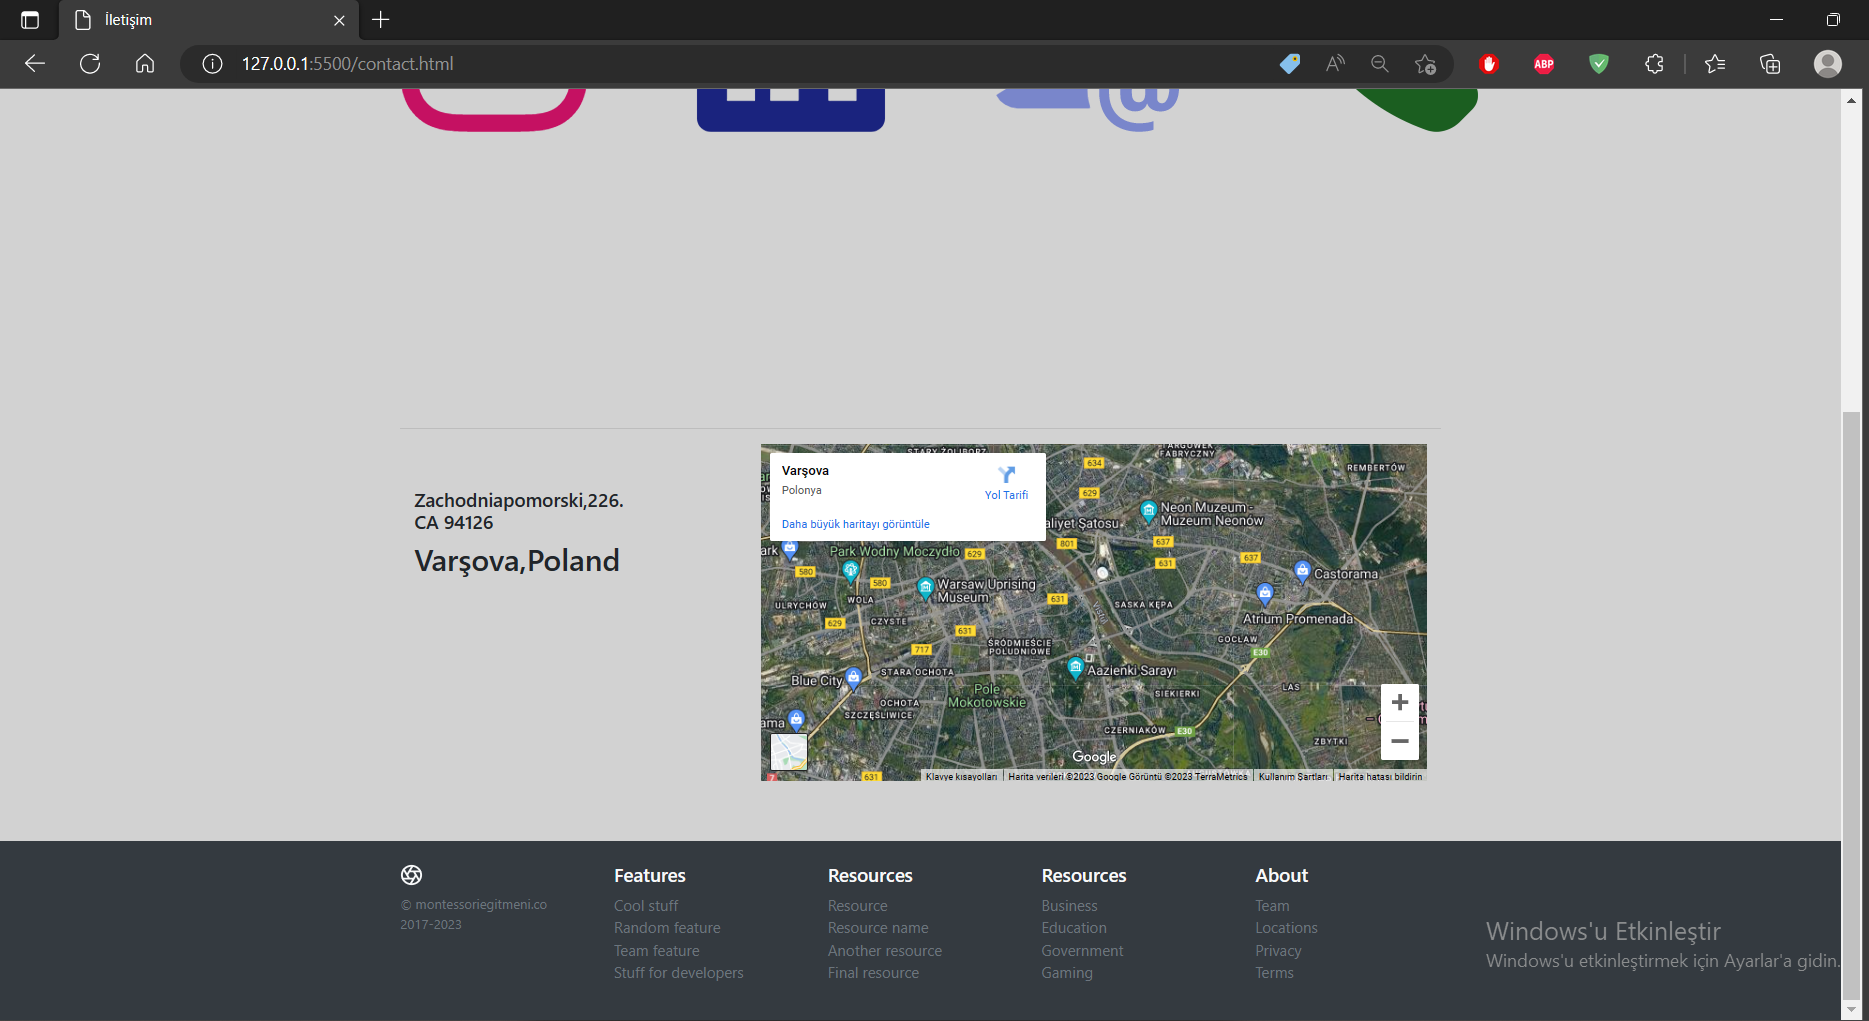 İletişim
127.0.0.1:5500/contact.html
ABP
@
Zachodniapomorski,226.
CA 94126
Varşova,Poland
Varşova
Polonya
Yol Tarifi
Daha büyük haritayı görüntüle
FABRYCZNY
634
REMBERTÓW
629
Neon Muzeum -
Muzeum Neonów
aliyet Şatosu
801
637
631
637
Park Wodny Moczydło
629
580
580
Castorama
Warsaw Uprising
Museum
ULRYCHÓW
WOLA
631
SASKA KĘPA
Atrium Promenada
629
CZYSTE
631
GOCŁAW
ŚRÓDMIEŚCIE
POŁUDNIOWE
717
E30
STARA OCHOTA
Aazienki Sarayı
Blue City
Pole
Mokotowskie
SIEKIERKI
LAS
OCHOTA
SZCZĘŚLIWICE
ama
CZERNIAKÓW
E30
ZBYTKI
Google
7
631
Klavye kısayolları
Harita verileri ©2023 Google Görüntü ©2023 TerraMetrics
Kullanım Şartları
Harita hatası bildirin
© montessoriegitmeni.co
2017-2023
Features
Cool stuff
Random feature
Team feature
Stuff for developers
Resources
Resource
Resource name
Another resource
Final resource
Resources
Business
Education
Government
Gaming
About
Team
Locations
Privacy
Terms
Windows'u Etkinleştir
Windows'u etkinleştirmek için Ayarlar'a gidin.